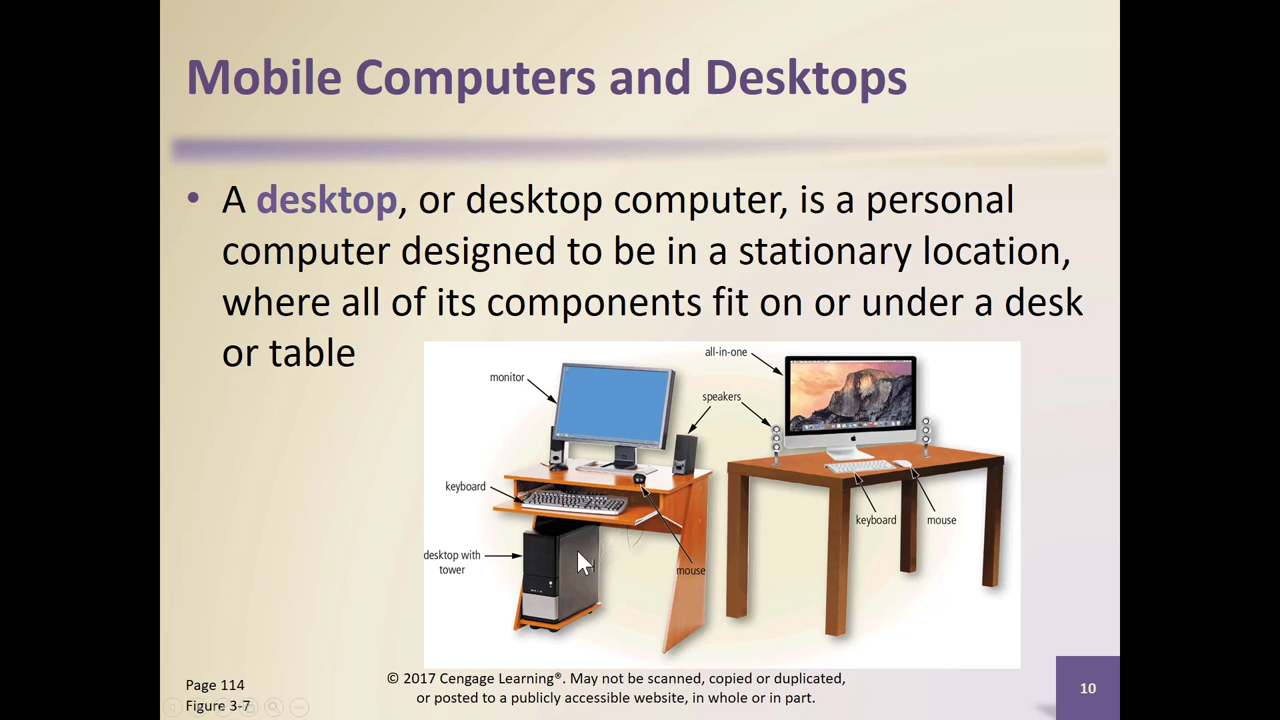 Mobile Computers and Desktops
• A desktop, or desktop computer, is a personal
computer designed to be in a stationary location,
where all of its components fit on or under a desk
or table
all-in-one
monitor
speakers
keyboard
keyboard
mouse
desktop with
tower
mouse
Page 114
Figure 3-7
© 2017 Cengage Learning®. May not be scanned, copied or duplicated,
or posted to a publicly accessible website, in whole or in part.
10